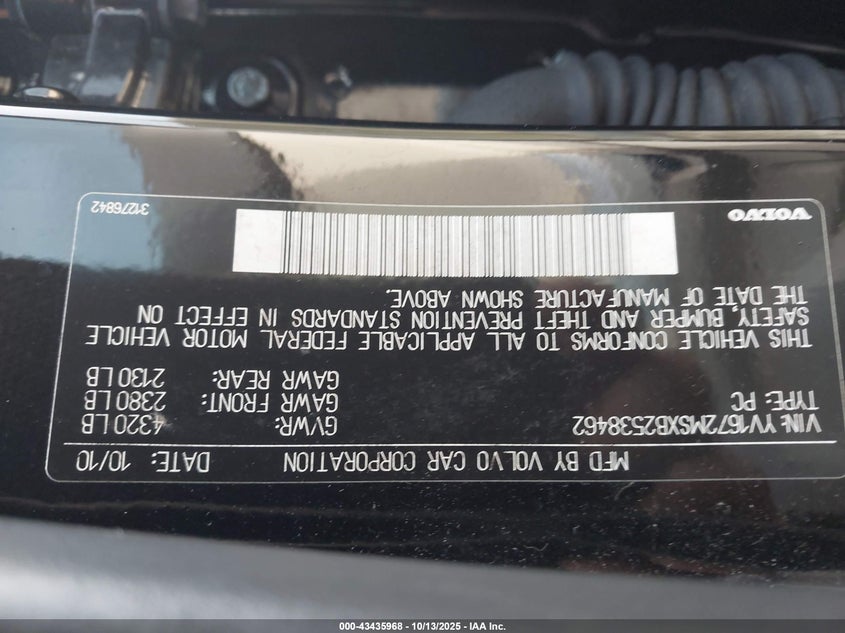 MFD BY VOLVO CAR CORPORATION DATE: 10/10
VIN: YV1672MSXB2538462 GVWR: 4320 LB
TYPE: PC GAWR FRONT: 2380 LB
GAWR REAR: 2130 LB
THIS VEHICLE CONFORMS TO ALL APPLICABLE FEDERAL MOTOR VEHICLE
SAFETY, BUMPER AND THEFT PREVENTION STANDARDS IN EFFECT ON
THE DATE OF MANUFACTURE SHOWN ABOVE.
VOLVO 31276842
000-43435968 - 10/13/2025 - IAA Inc.